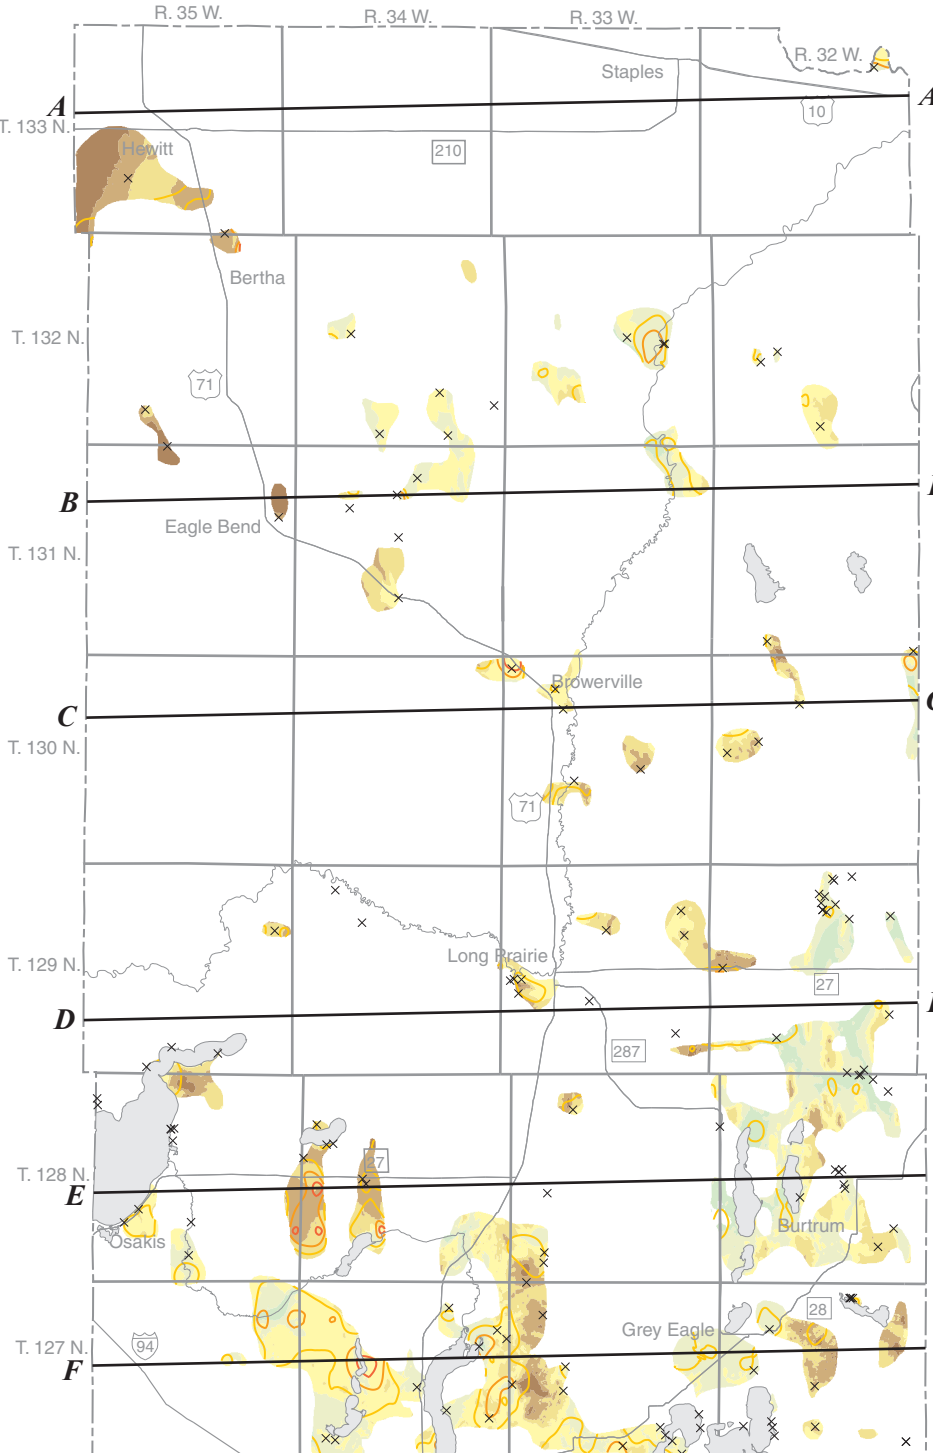 R. 35 W.
R. 34 W.
R. 33 W.
R. 32 W.
Staples
A
A
10
T. 133 N.
Hewitt
210
Bertha
T. 132 N.
71
B
Eagle Bend
T. 131 N.
Browerville
C
T. 130 N.
71
Long Prairie
T. 129 N.
27
D
287
27
T. 128 N.
E
Burtrum
Osakis
28
Grey Eagle
94
T. 127 N.
F